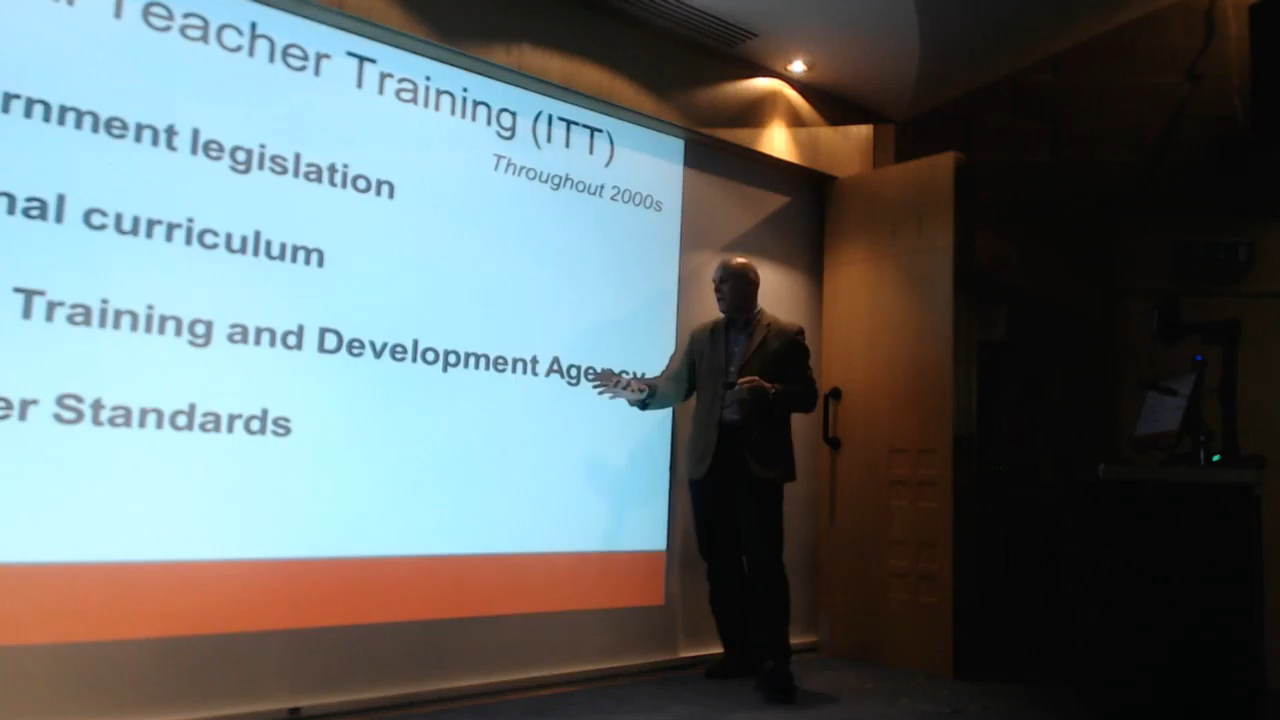 Teacher Training (ITT)
Throughout 2000s
rnment legislation
nal curriculum
Training and Development Agency
er Standards